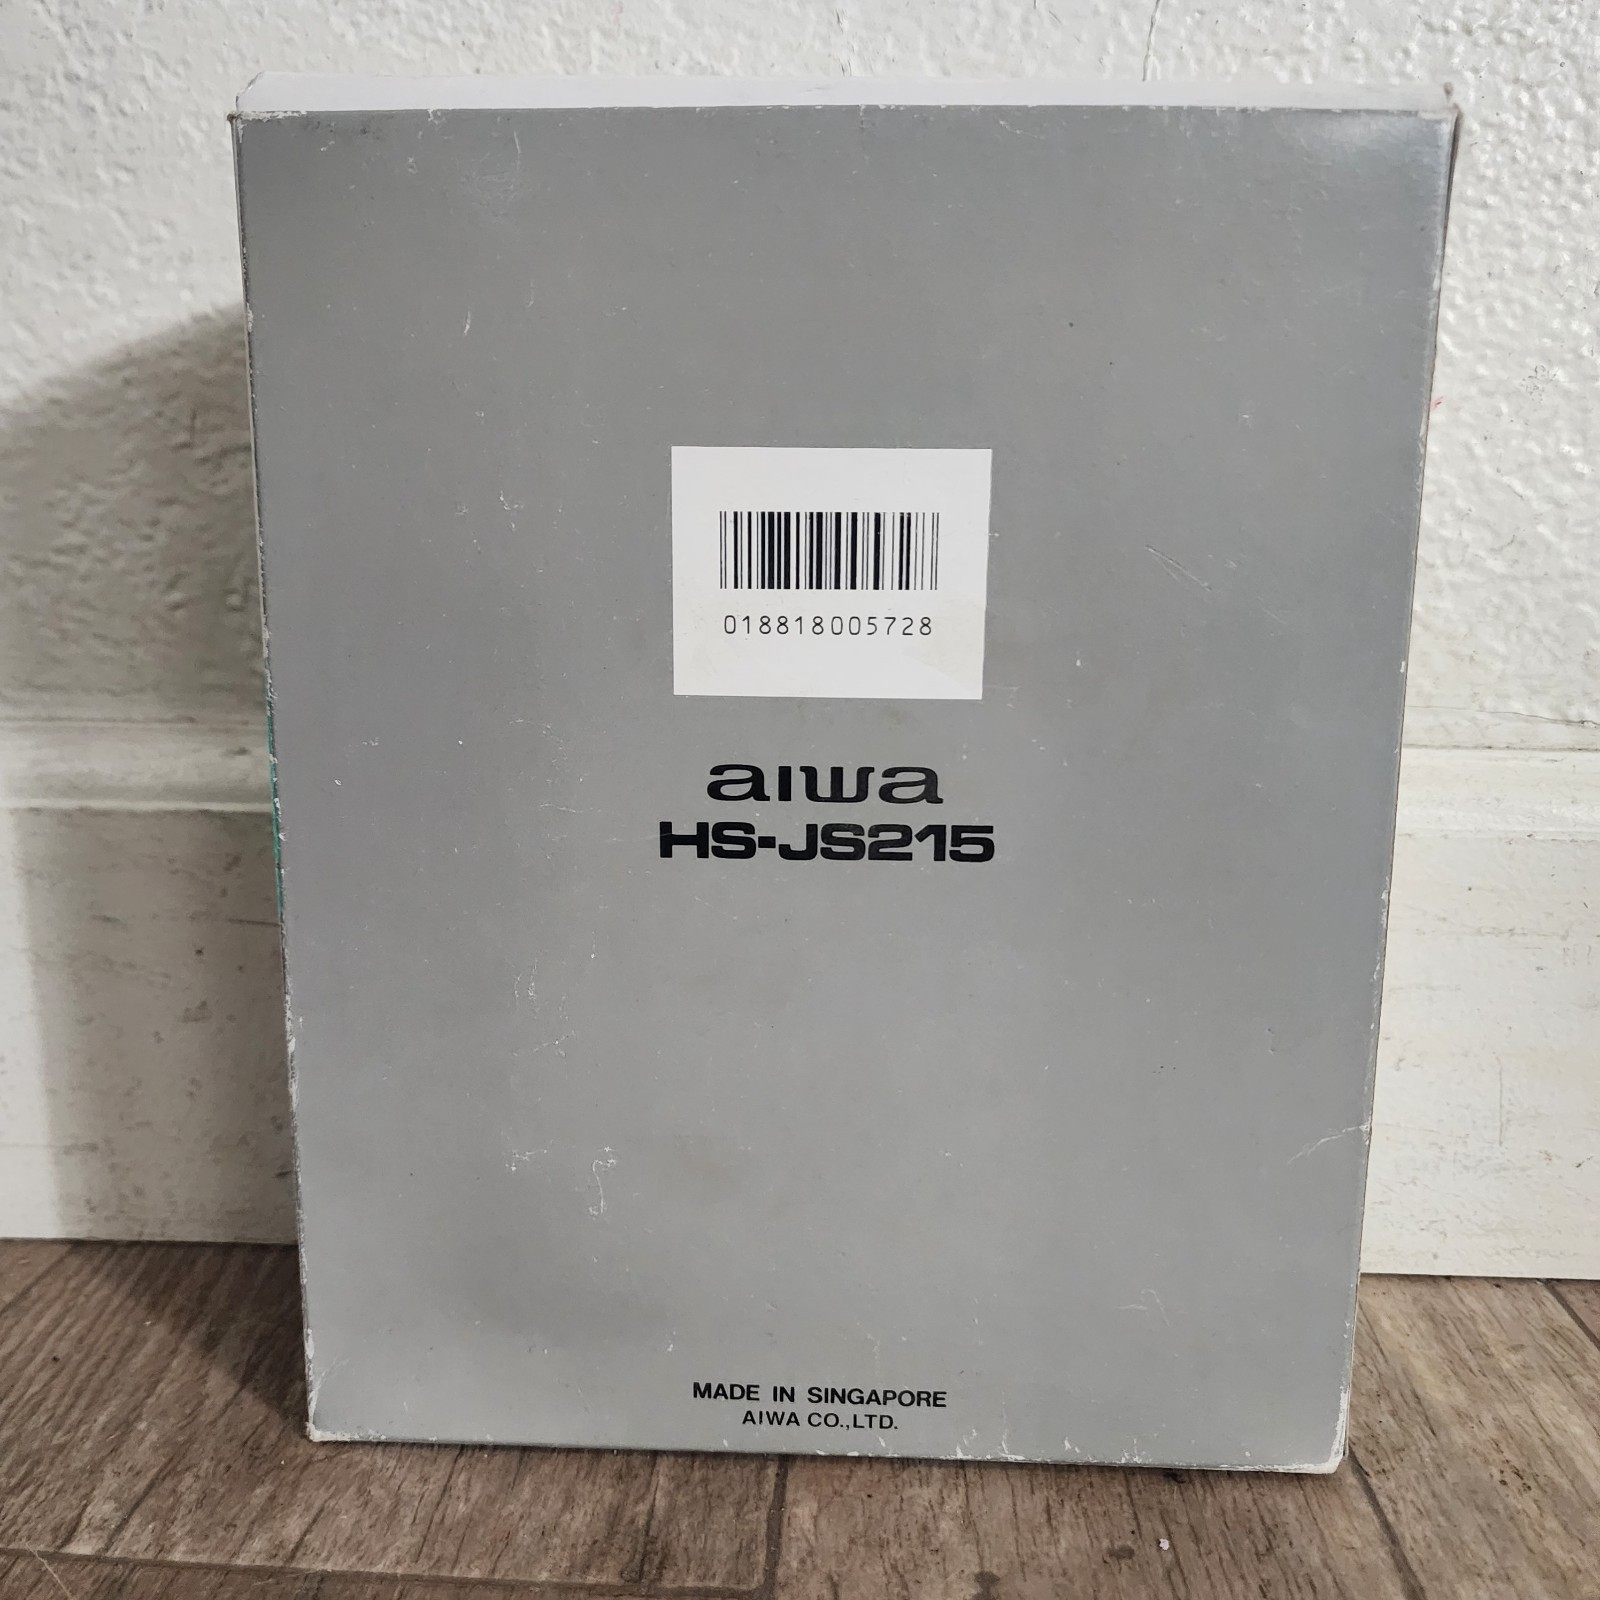 018818005728
aiwa
HS-JS215
MADE IN SINGAPORE
AIWA CO.,LTD.